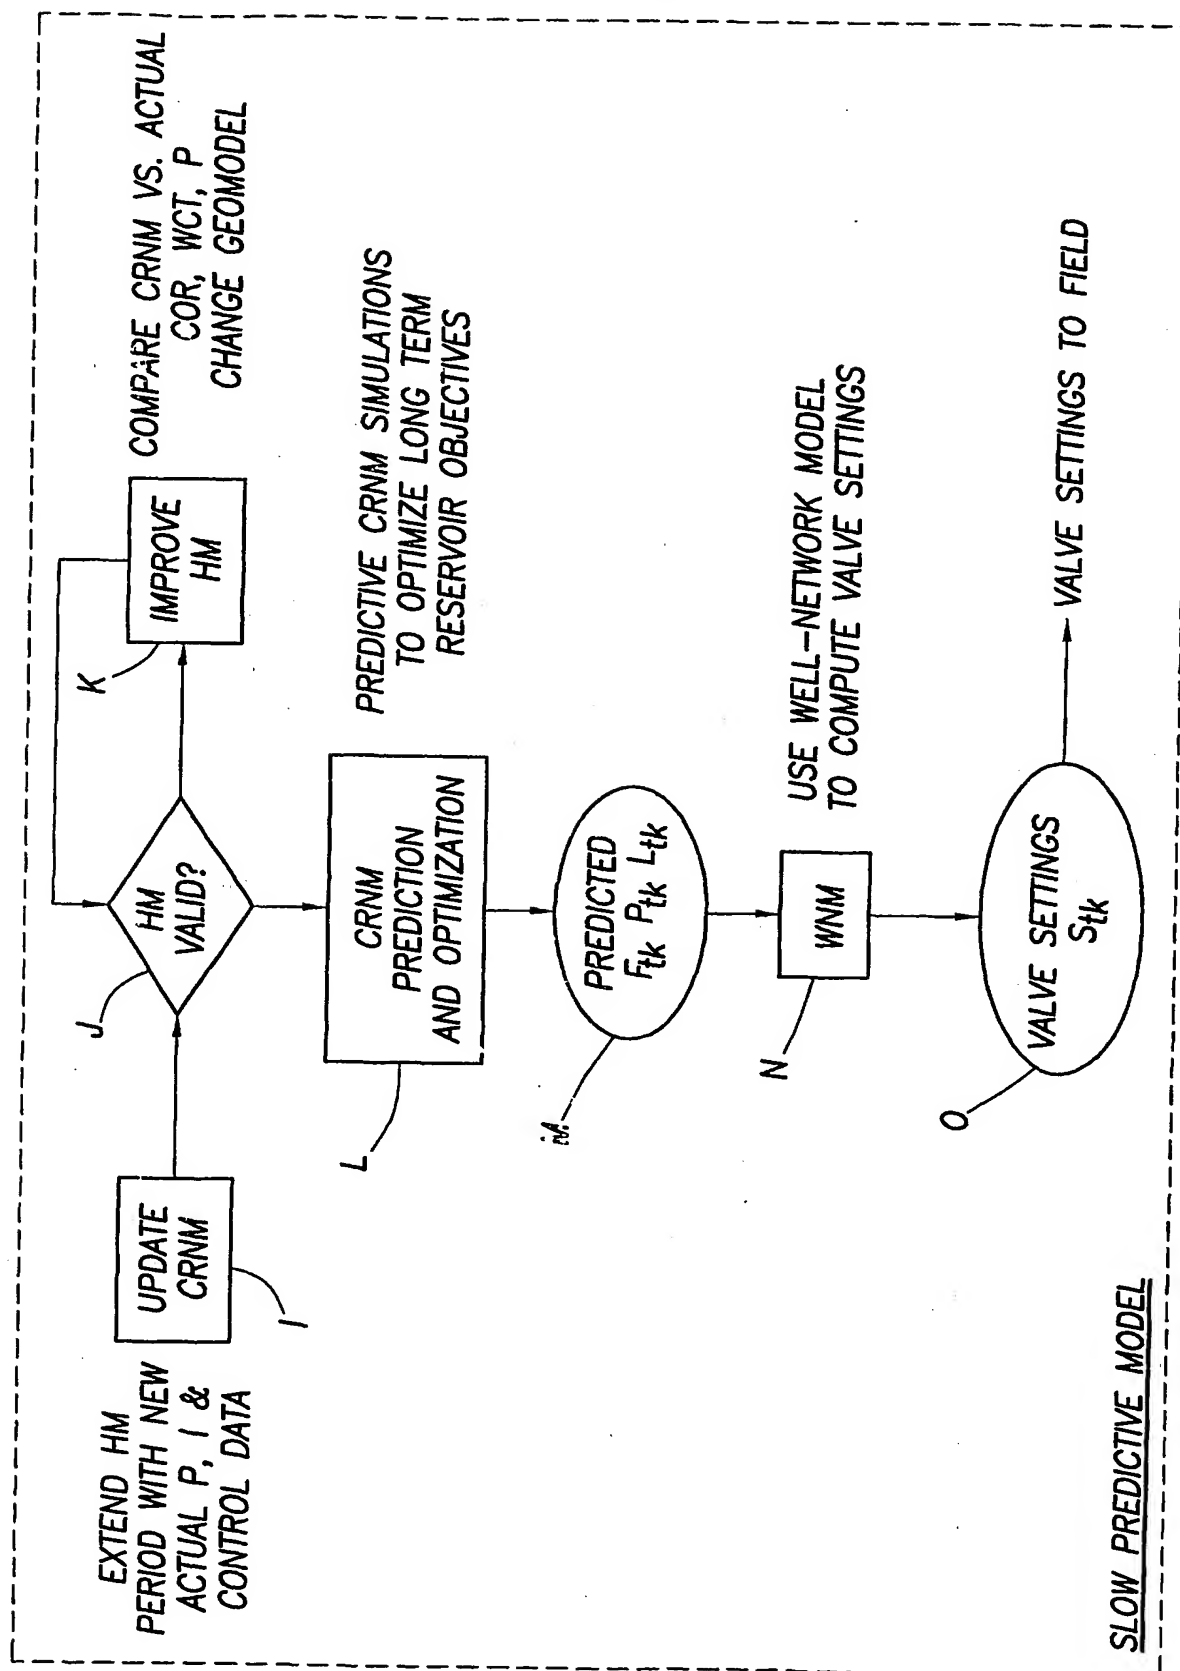 EXTEND HM
PERIOD WITH NEW
ACTUAL P, I &
CONTROL DATA
UPDATE
CRNM
I
HM
VALID?
J
IMPROVE
HM
K
COMPARE CRNM VS. ACTUAL
COR, WCT, P
CHANGE GEOMODEL
CRNM
PREDICTION
AND OPTIMIZATION
L
PREDICTIVE CRNM SIMULATIONS
TO OPTIMIZE LONG TERM
RESERVOIR OBJECTIVES
PREDICTED
Ftk Ptk Ltk
WNM
N
USE WELL-NETWORK MODEL
TO COMPUTE VALVE SETTINGS
VALVE SETTINGS
Stk
O
VALVE SETTINGS TO FIELD
SLOW PREDICTIVE MODEL